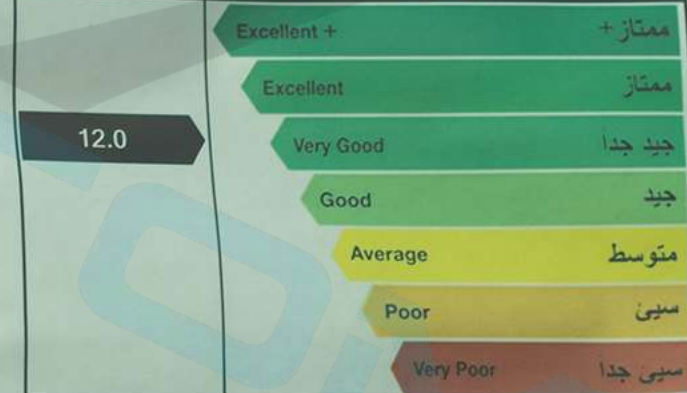 Excellent + ممتاز +
Excellent ممتاز
12.0 Very Good جيد جداً
Good جيد
Average متوسط
Poor سيئ
Very Poor سيئ جداً